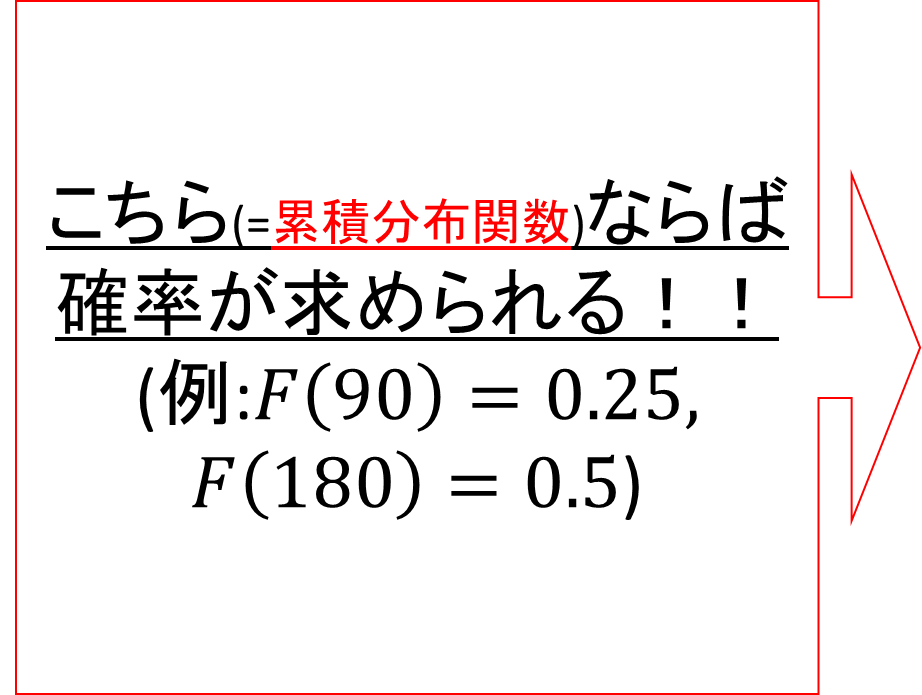 こちら(=累積分布関数)ならば
確率が求められる！！
(例:F(90) = 0.25,
F(180) = 0.5)